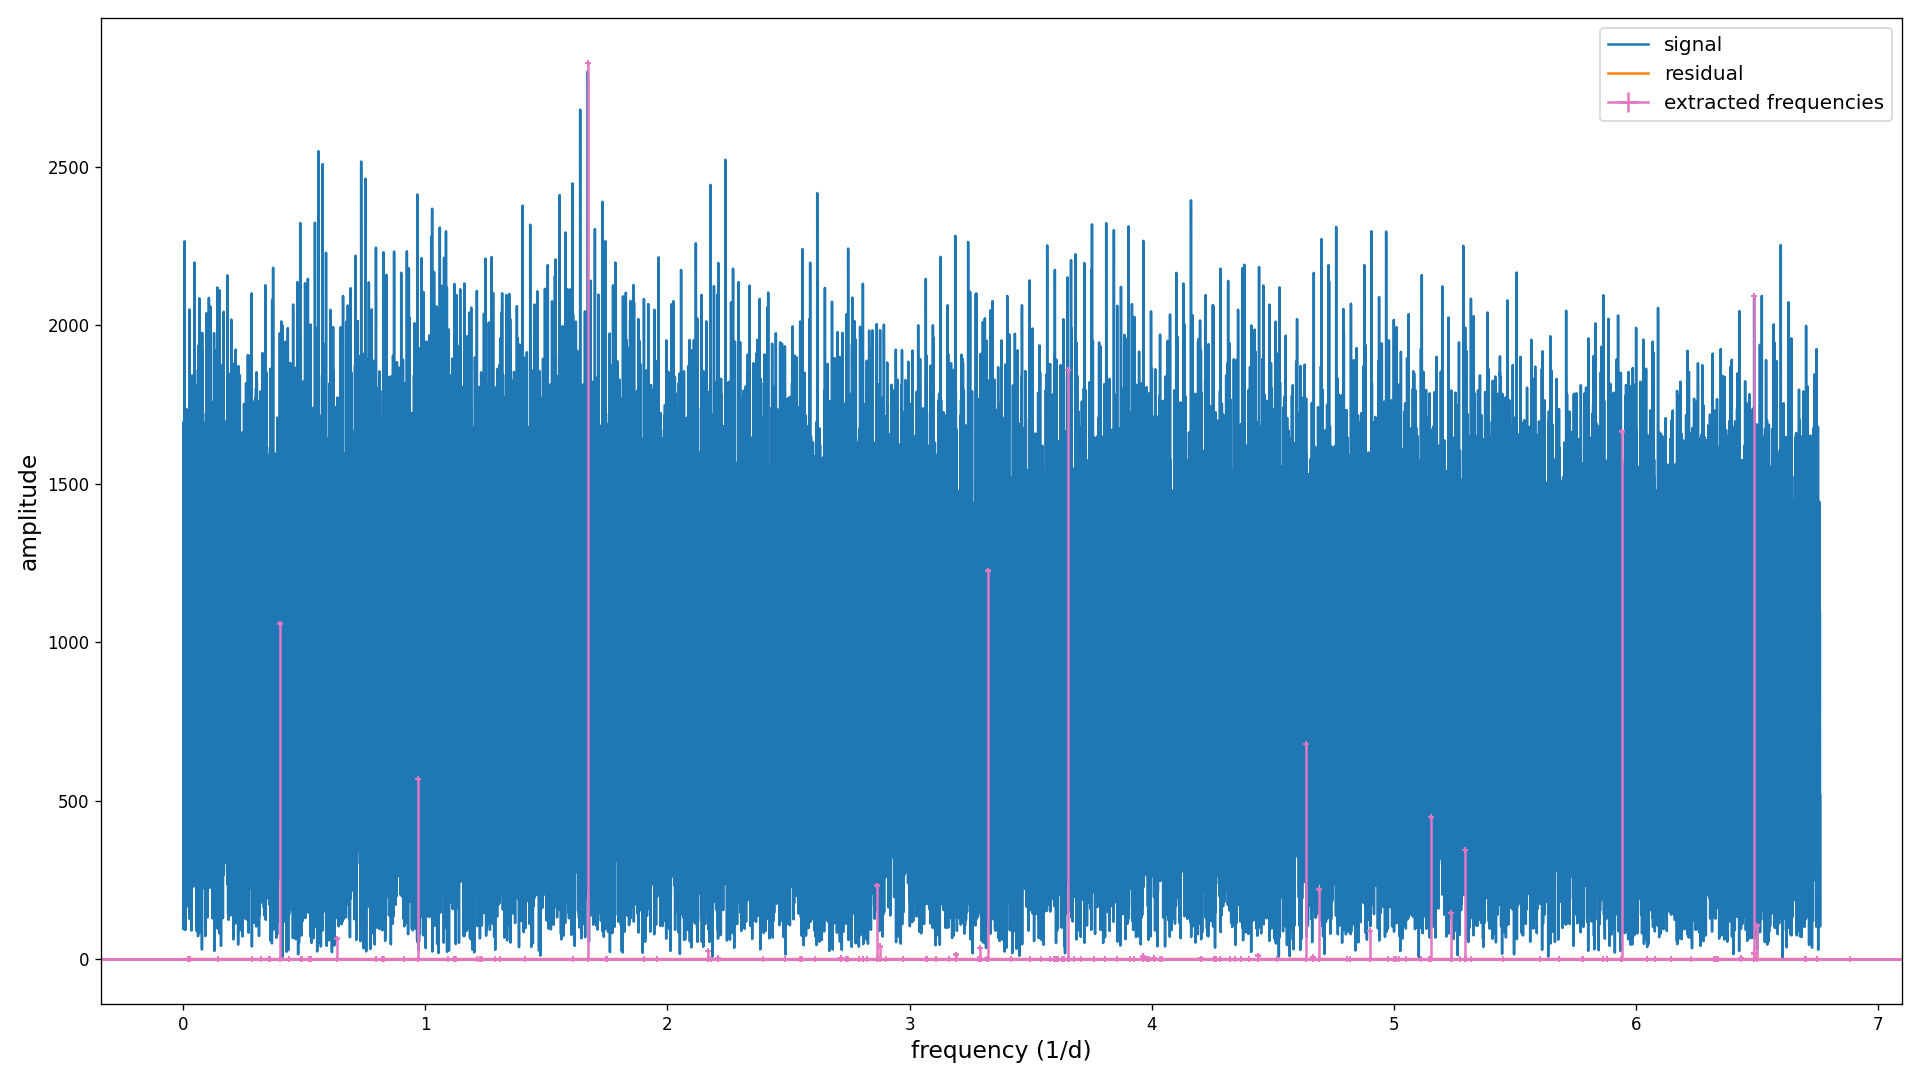 signal
residual
extracted frequencies
amplitude
2500
2000
1500
1000
500
0
0 1 2 3 4 5 6 7
frequency (1/d)